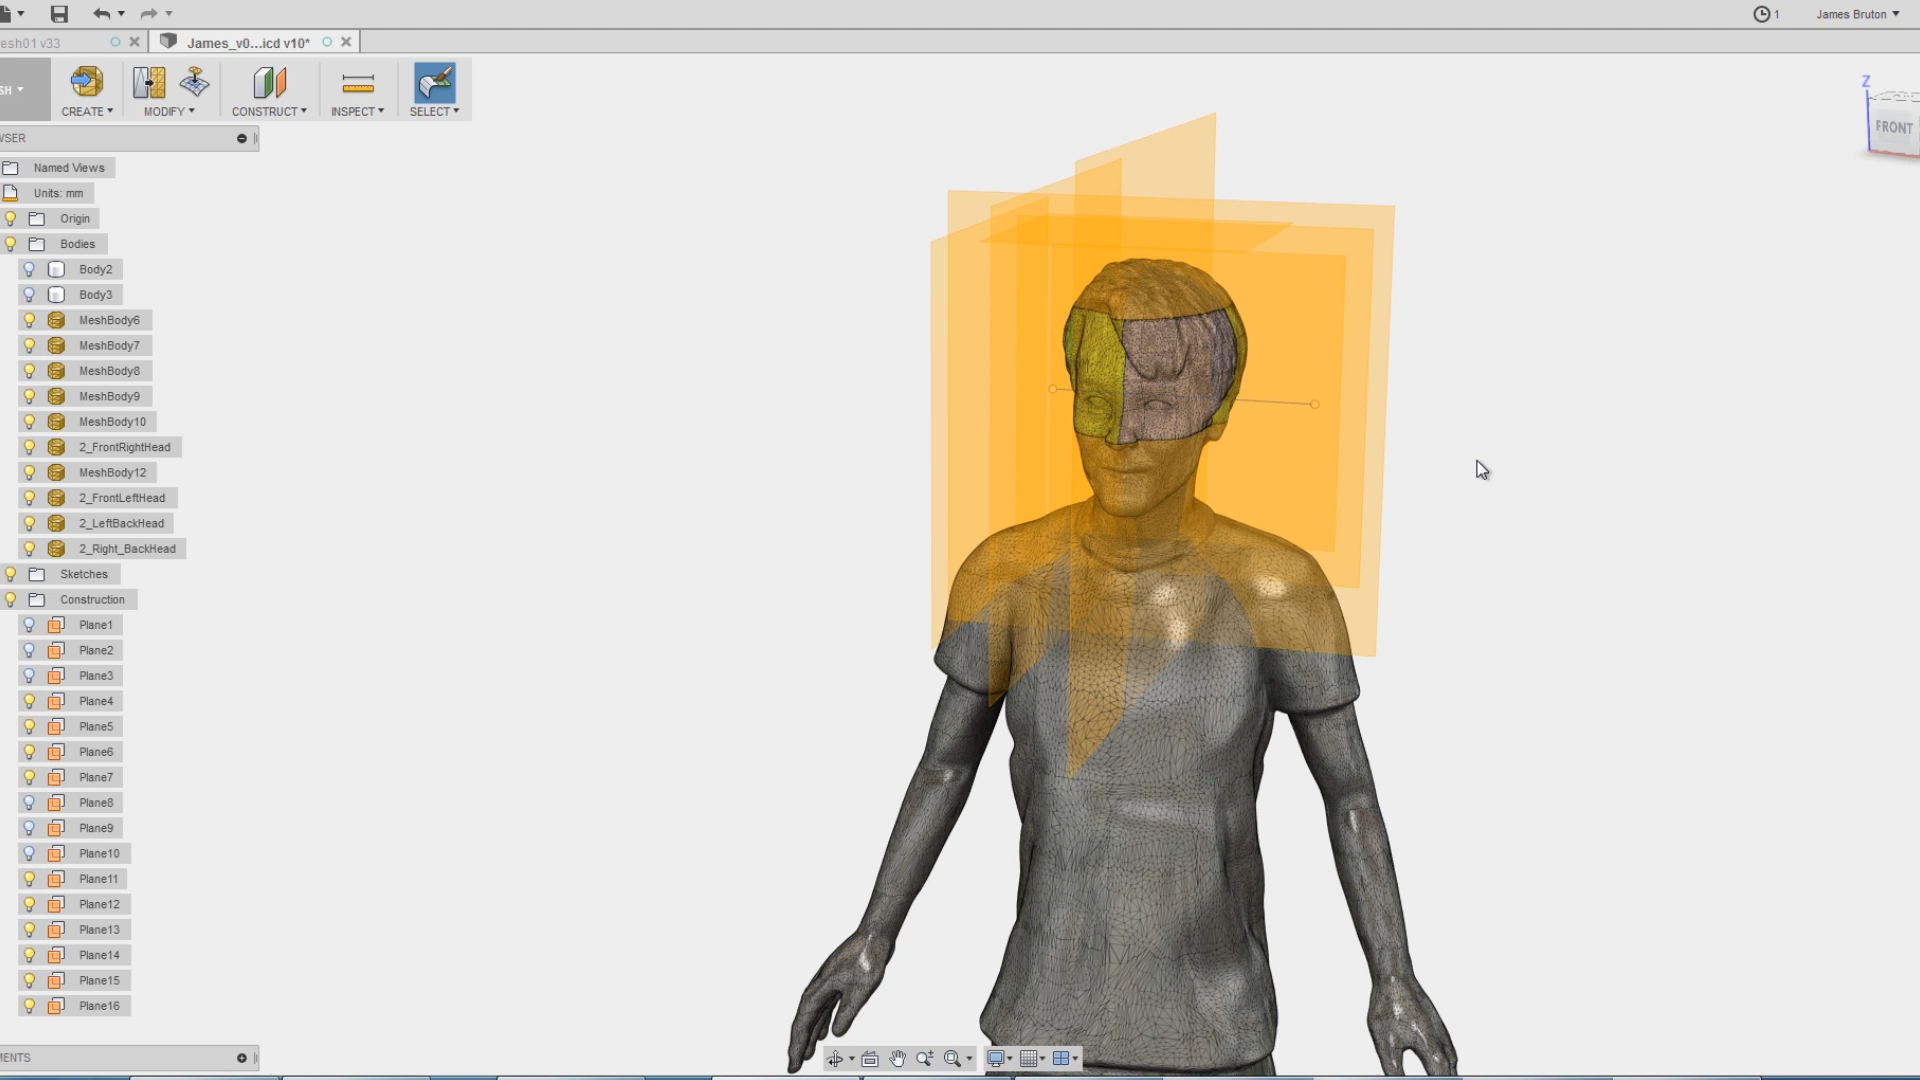 1 James Bruton
esh01 v33 James_v0...icd v10*
SH CREATE MODIFY CONSTRUCT INSPECT SELECT
WSER
Named Views
Units: mm
Origin
Bodies
Body2
Body3
MeshBody6
MeshBody7
MeshBody8
MeshBody9
MeshBody10
2_FrontRightHead
MeshBody12
2_FrontLeftHead
2_LeftBackHead
2_Right_BackHead
Sketches
Construction
Plane1
Plane2
Plane3
Plane4
Plane5
Plane6
Plane7
Plane8
Plane9
Plane10
Plane11
Plane12
Plane13
Plane14
Plane15
Plane16
MENTS
Z
FRONT